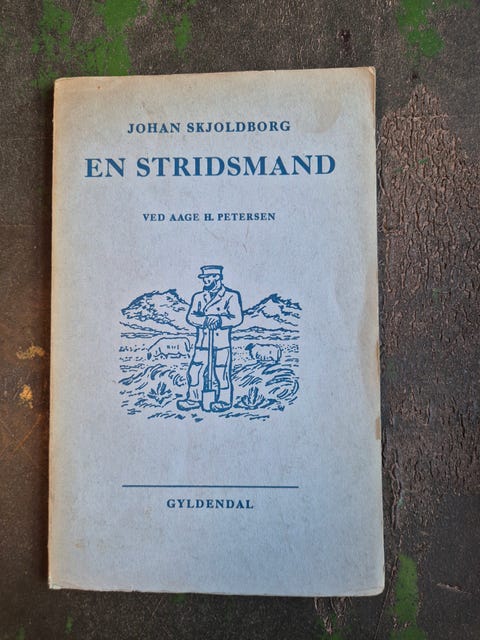 JOHAN SKJOLDBORG
EN STRIDSMAND
VED AAGE H. PETERSEN
GYLDENDAL